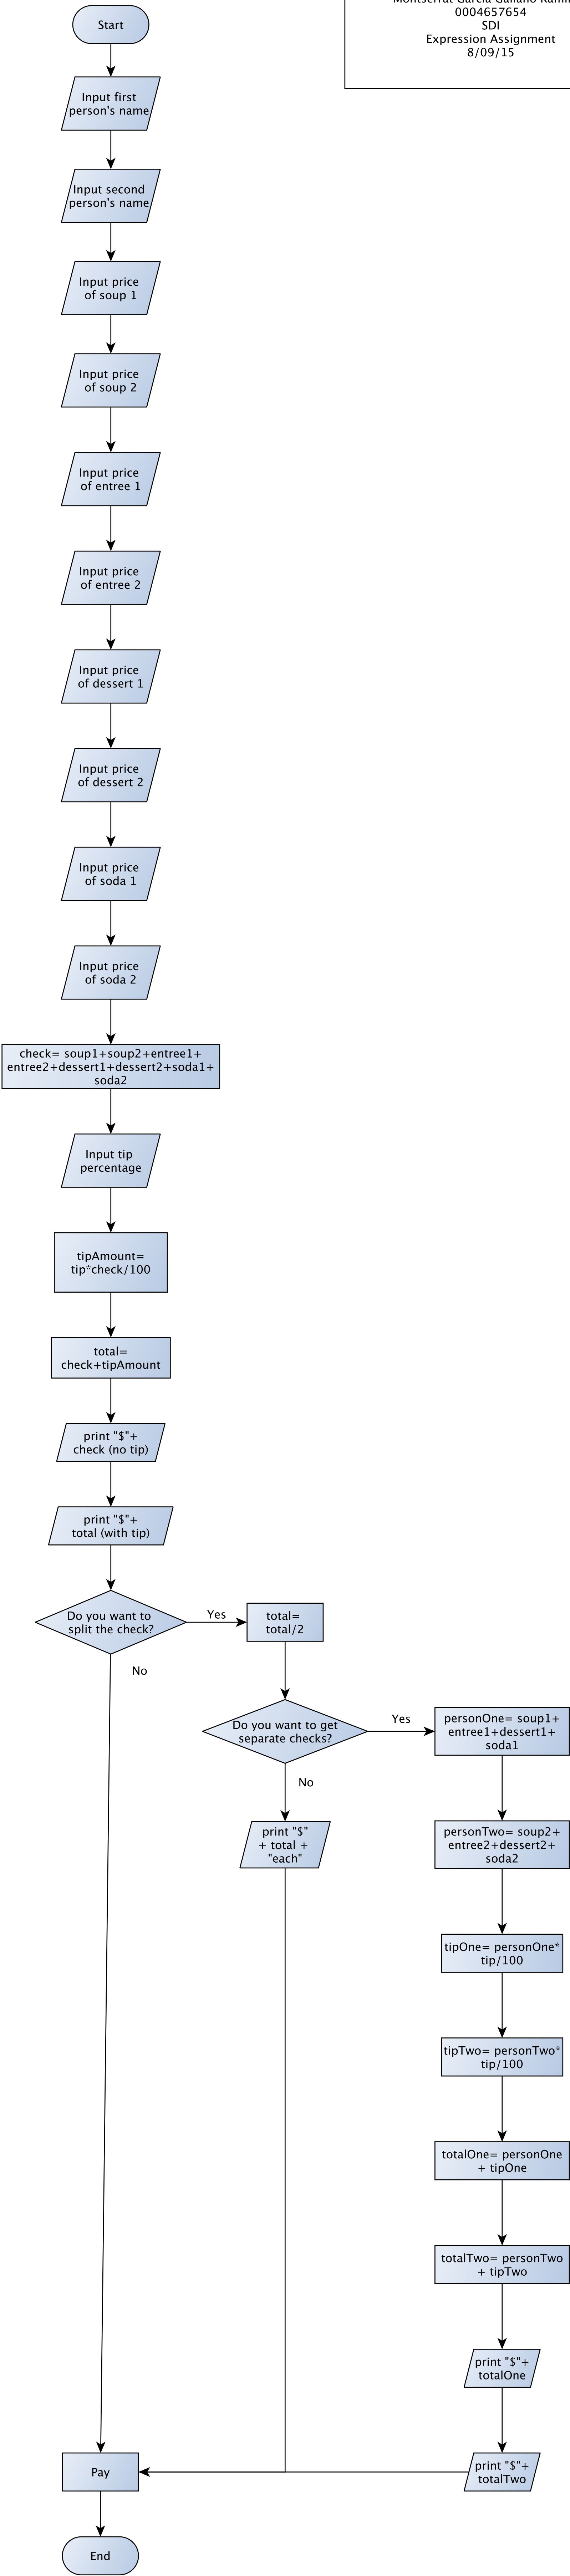 Start
0004657654
SDI
Expression Assignment
8/09/15
Input first
person's name
Input second
person's name
Input price
of soup 1
Input price
of soup 2
Input price
of entree 1
Input price
of entree 2
Input price
of dessert 1
Input price
of dessert 2
Input price
of soda 1
Input price
of soda 2
check= soup1+soup2+entree1+
entree2+dessert1+dessert2+soda1+
soda2
Input tip
percentage
tipAmount=
tip*check/100
total=
check+tipAmount
print "$"+
check (no tip)
print "$"+
total (with tip)
Do you want to
split the check?
Yes
No
total=
total/2
Do you want to get
separate checks?
Yes
No
print "$"
+ total +
"each"
personOne= soup1+
entree1+dessert1+
soda1
personTwo= soup2+
entree2+dessert2+
soda2
tipOne= personOne*
tip/100
tipTwo= personTwo*
tip/100
totalOne= personOne
+ tipOne
totalTwo= personTwo
+ tipTwo
print "$"+
totalOne
print "$"+
totalTwo
Pay
End